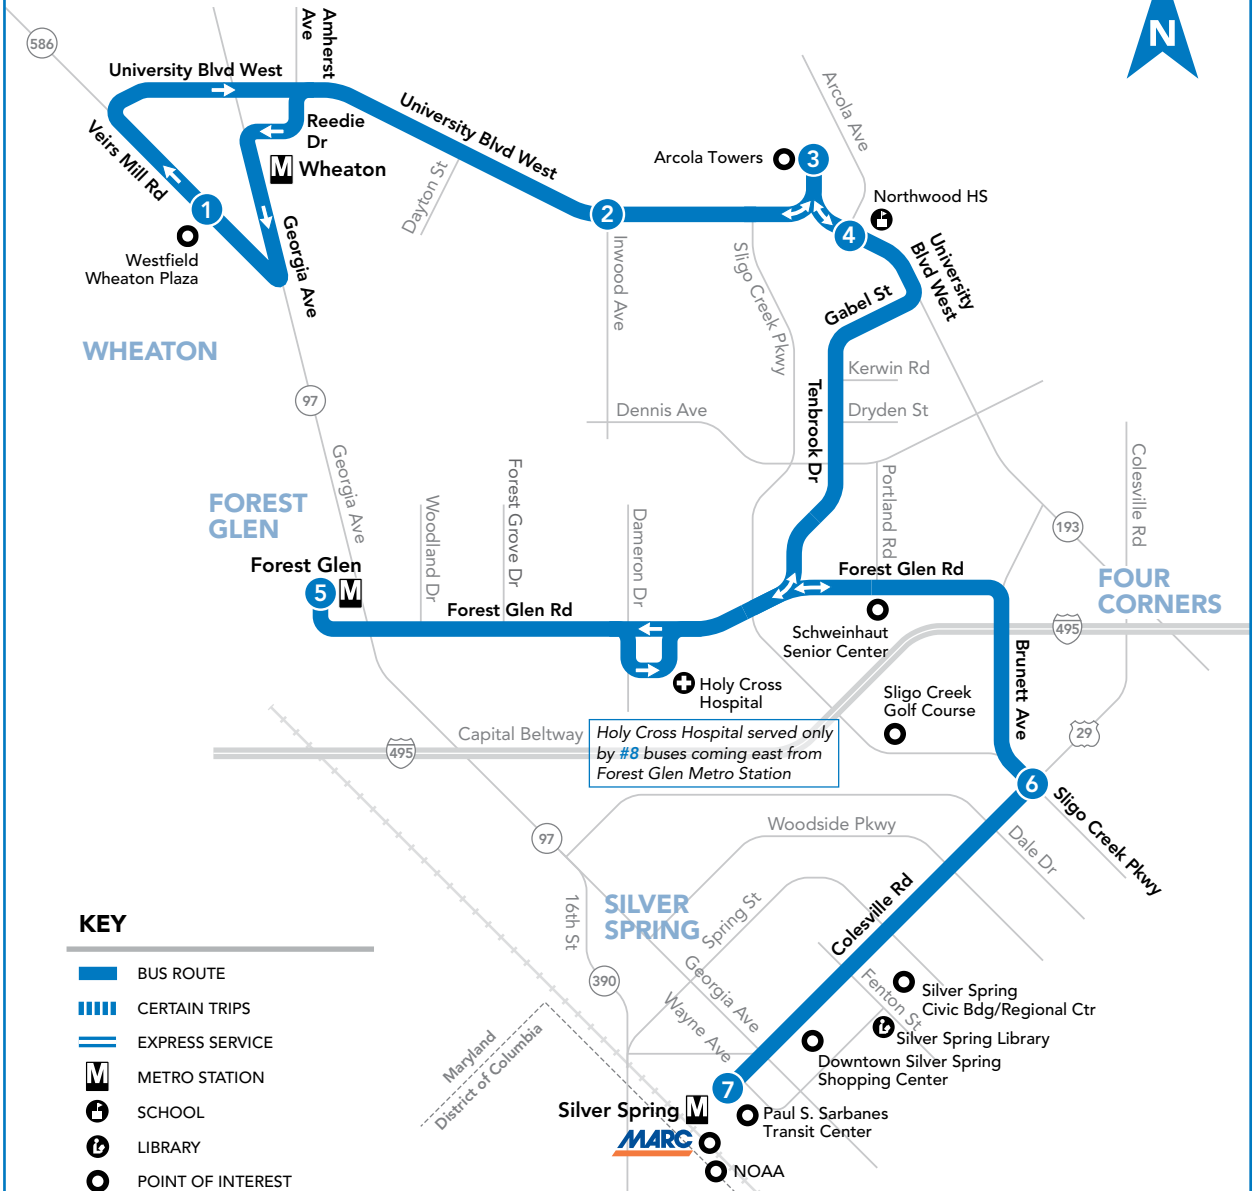 N
586
Amherst
Ave
University Blvd West
University Blvd West
Reedie
Dr
Veirs Mill Rd
M Wheaton
1
Westfield
Wheaton Plaza
Georgia Ave
Dayton St
2
Inwood Ave
Arcola Towers
3
Arcola Ave
Northwood HS
4
University
Blvd West
Sligo Creek Pkwy
Gabel St
WHEATON
97
Kerwin Rd
Dennis Ave
Dryden St
Tenbrook Dr
Georgia Ave
FOREST
GLEN
Woodland Dr
Forest Grove Dr
Dameron Dr
Portland Rd
Colesville Rd
193
Forest Glen
5 M
Forest Glen Rd
Forest Glen Rd
FOUR
CORNERS
495
Schweinhaut
Senior Center
Brunett Ave
Holy Cross
Hospital
Sligo Creek
Golf Course
29
Capital Beltway
495
Holy Cross Hospital served only
by #8 buses coming east from
Forest Glen Metro Station
6
Sligo Creek Pkwy
97
Woodside Pkwy
Dale Dr
16th St
SILVER
SPRING
Spring St
Colesville Rd
390
Georgia Ave
Wayne Ave
Fenton St
Silver Spring
Civic Bdg/Regional Ctr
Silver Spring Library
Downtown Silver Spring
Shopping Center
Maryland
District of Columbia
7
Silver Spring M
Paul S. Sarbanes
Transit Center
MARC
NOAA
KEY
BUS ROUTE
CERTAIN TRIPS
EXPRESS SERVICE
M METRO STATION
SCHOOL
LIBRARY
POINT OF INTEREST